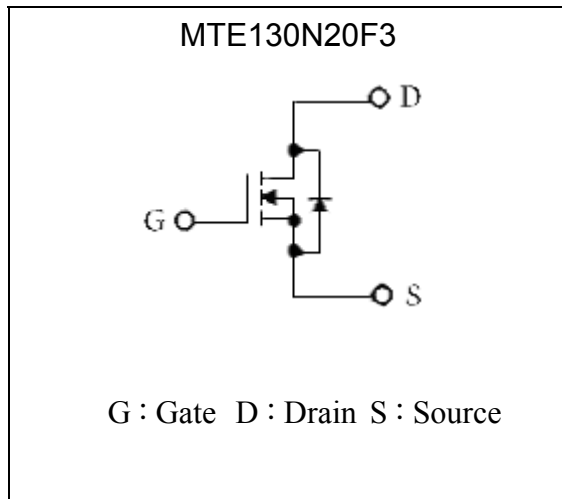 MTE130N20F3
D
G
S
G：Gate D：Drain S：Source